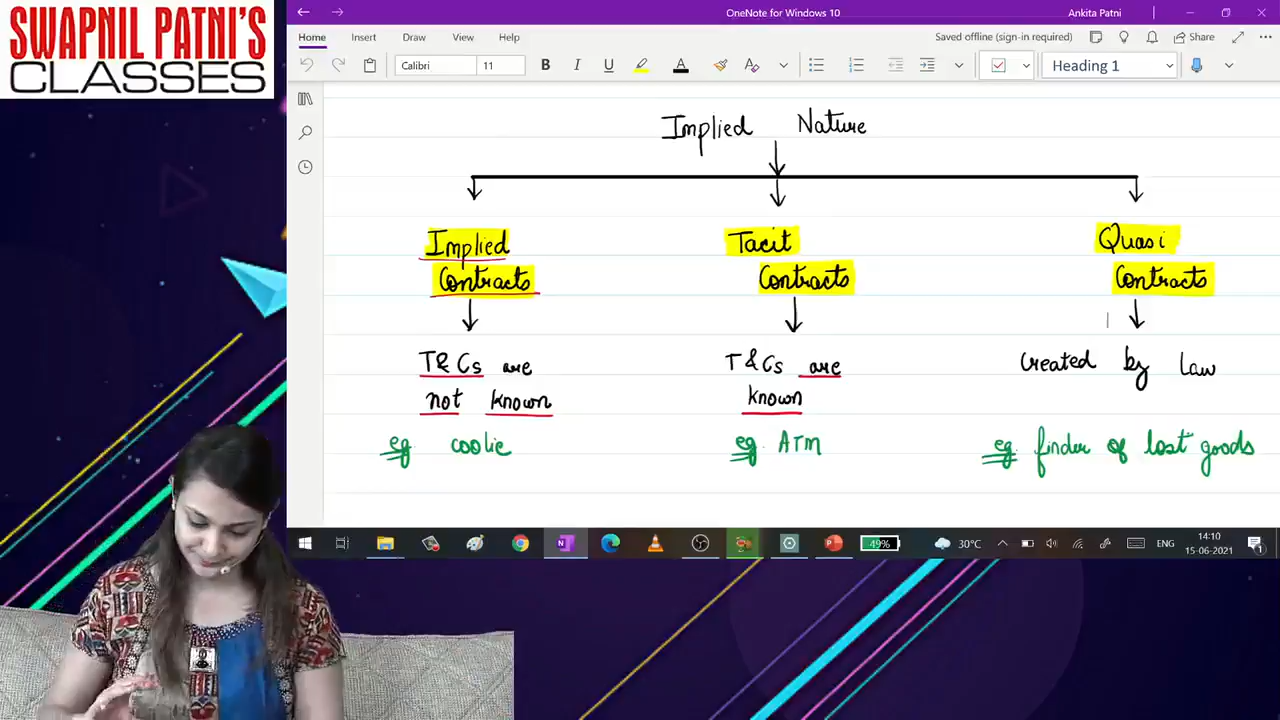 SWAPNIL PATNI'S
CLASSES
OneNote for Windows 10
Ankita Patni
Home Insert Draw View Help
Saved offline (sign-in required)
Share
Calibri 11 B I U A Heading 1
Implied Nature
Implied Tacit Quasi
Contracts Contracts Contracts
T&Cs are T&Cs are Created by Law
not known known
eg coolie eg ATM eg finder of lost goods
49% 30°C ENG 14:10
15-06-2021